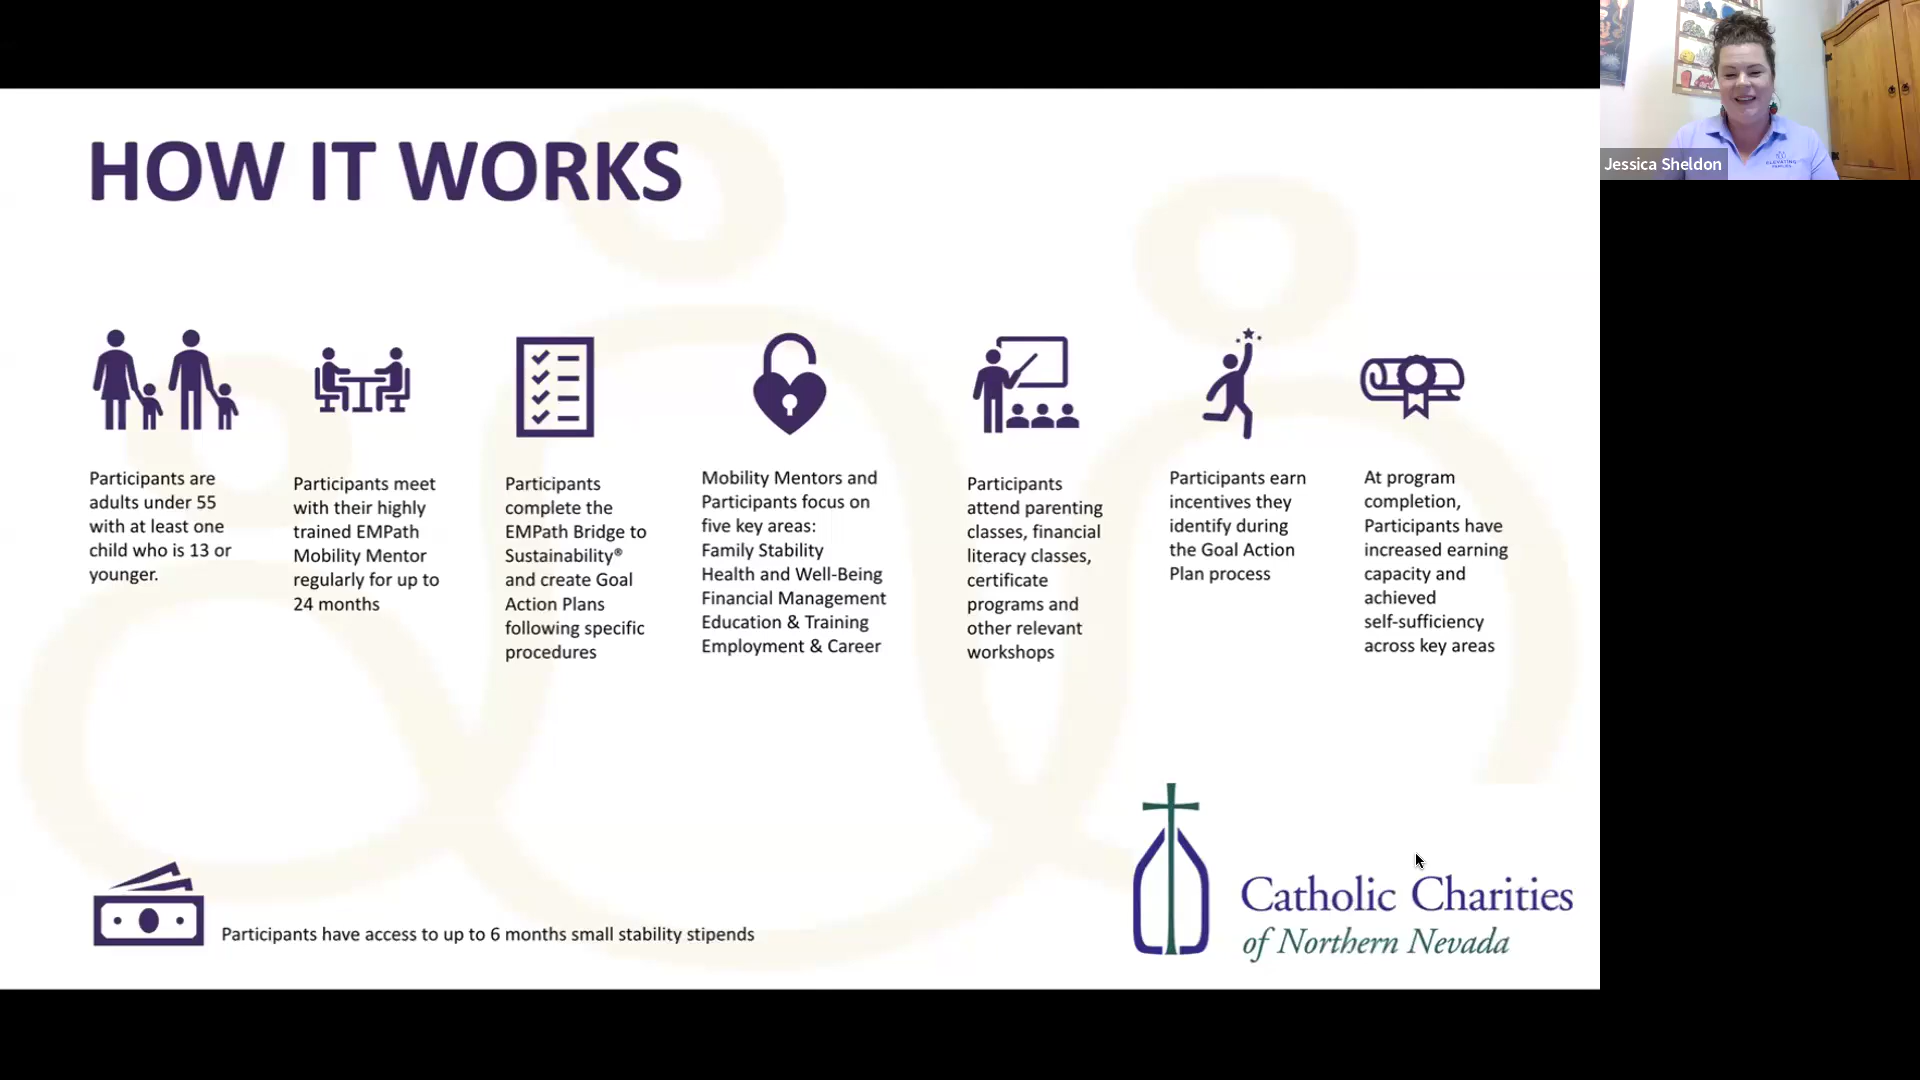 HOW IT WORKS
Participants are
adults under 55
with at least one
child who is 13 or
younger.
Participants meet
with their highly
trained EMPath
Mobility Mentor
regularly for up to
24 months
Participants
complete the
EMPath Bridge to
Sustainability®
and create Goal
Action Plans
following specific
procedures
Mobility Mentors and
Participants focus on
five key areas:
Family Stability
Health and Well-Being
Financial Management
Education & Training
Employment & Career
Participants
attend parenting
classes, financial
literacy classes,
certificate
programs and
other relevant
workshops
Participants earn
incentives they
identify during
the Goal Action
Plan process
At program
completion,
Participants have
increased earning
capacity and
achieved
self-sufficiency
across key areas
Participants have access to up to 6 months small stability stipends
Catholic Charities
of Northern Nevada
Jessica Sheldon
ELEVATING
FAMILIES